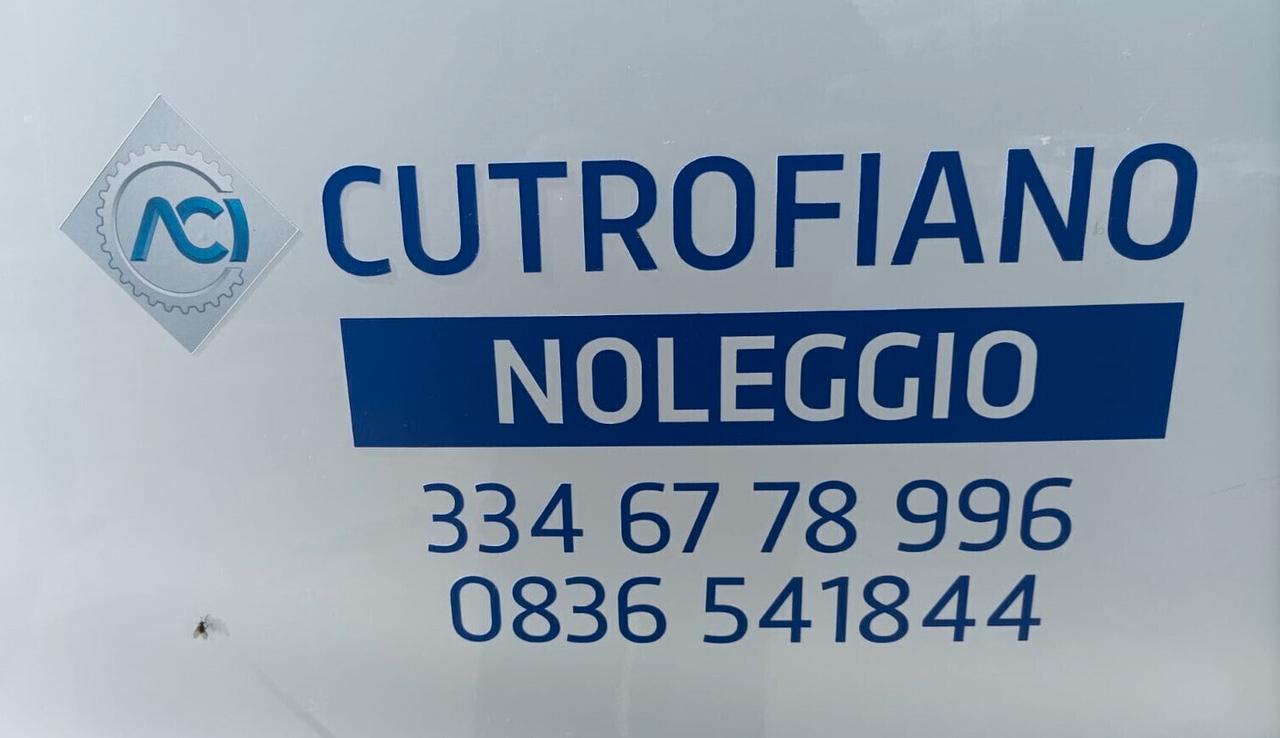 ACI
CUTROFIANO
NOLEGGIO
334 67 78 996
0836 541844